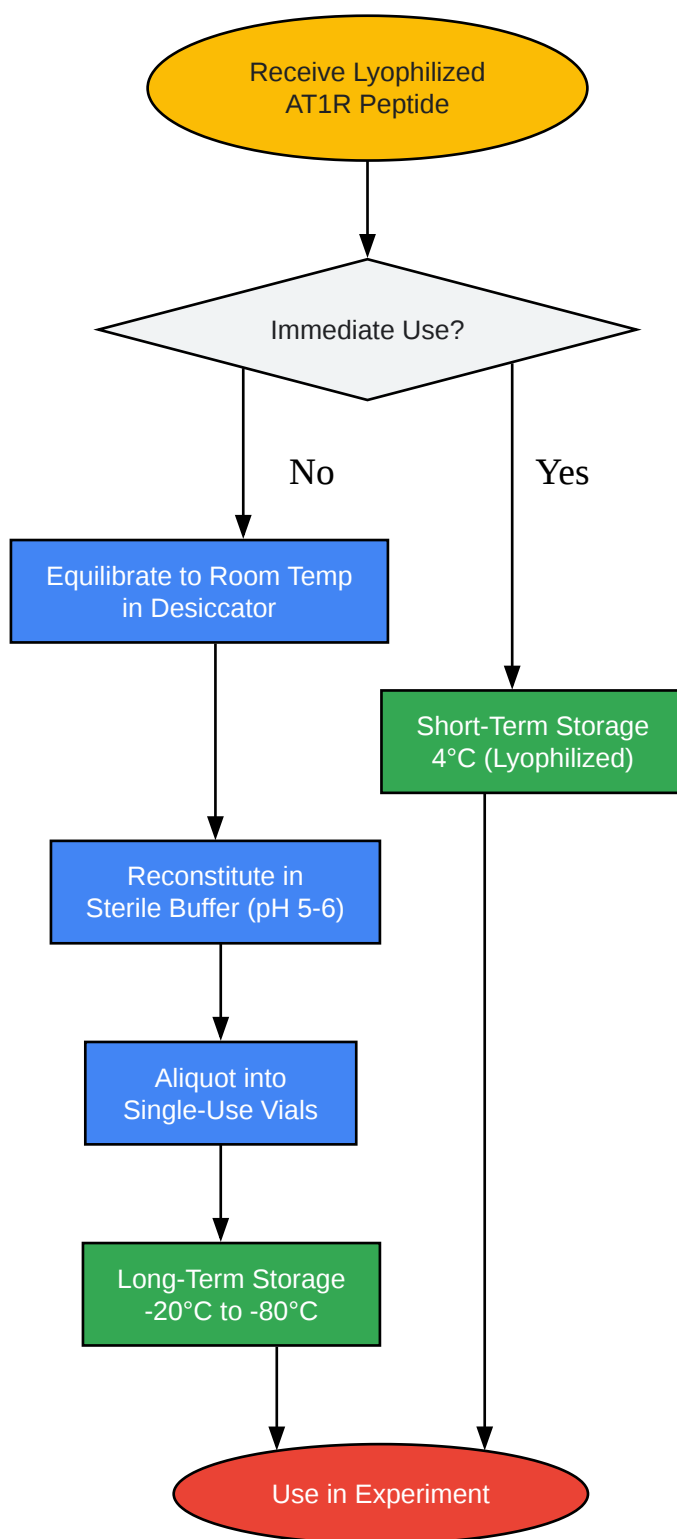 Receive Lyophilized
AT1R Peptide
Immediate Use?
No
Yes
Equilibrate to Room Temp
in Desiccator
Short-Term Storage
4°C (Lyophilized)
Reconstitute in
Sterile Buffer (pH 5-6)
Aliquot into
Single-Use Vials
Long-Term Storage
-20°C to -80°C
Use in Experiment